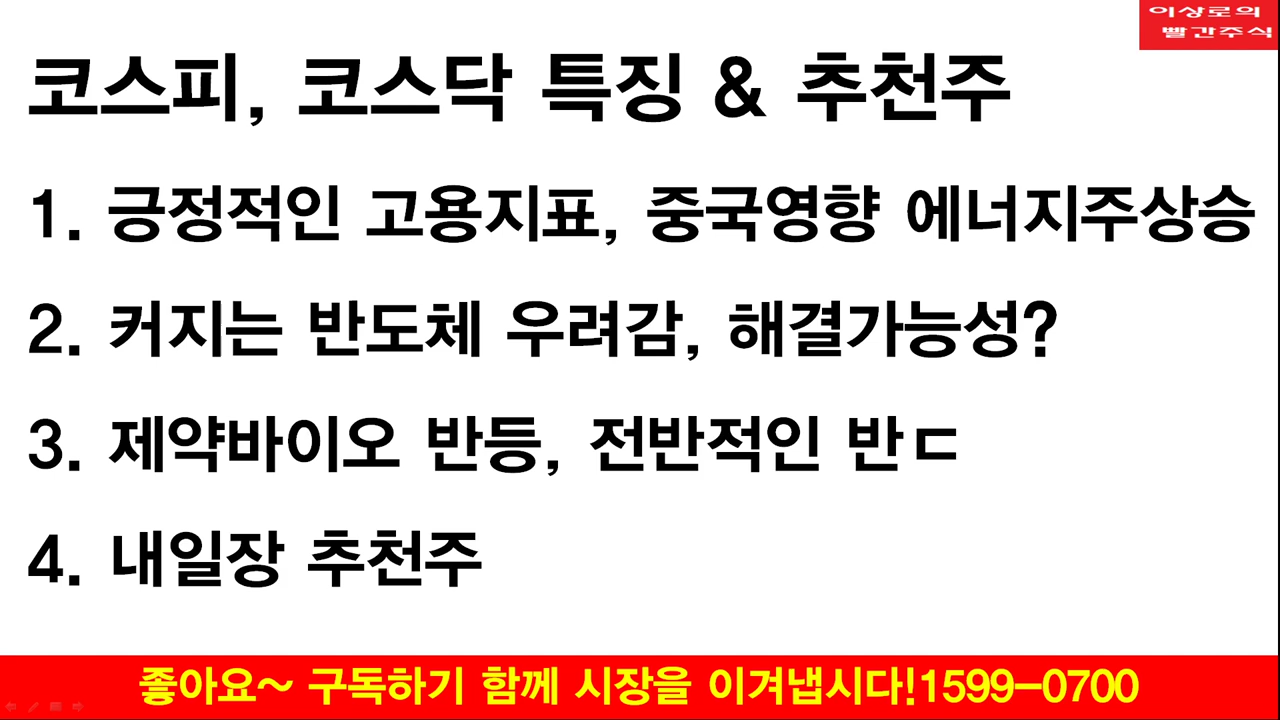 이상로의
빨간주식
코스피, 코스닥 특징 & 추천주
1. 긍정적인 고용지표, 중국영향 에너지주상승
2. 커지는 반도체 우려감, 해결가능성?
3. 제약바이오 반등, 전반적인 반ㄷ
4. 내일장 추천주
좋아요~ 구독하기 함께 시장을 이겨냅시다!1599-0700